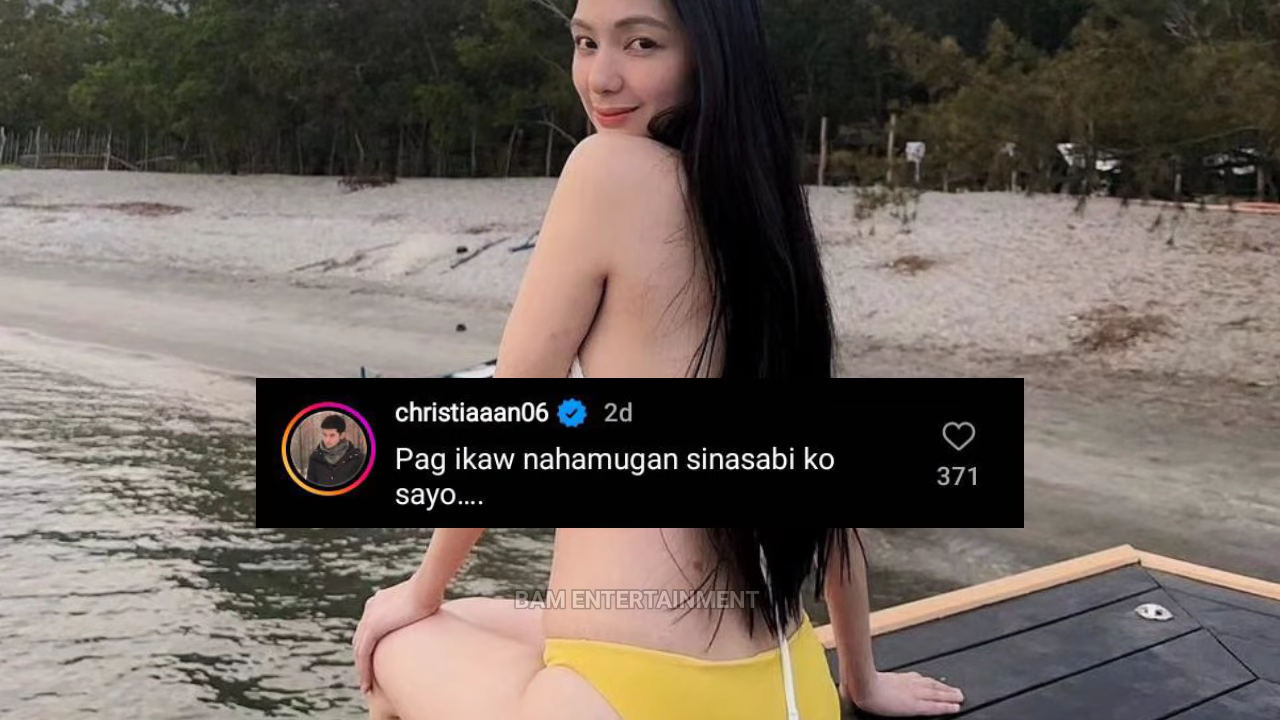 christiaaan06 2d
Pag ikaw nahamugan sinasabi ko
sayo....
371
BAM ENTERTAINMENT